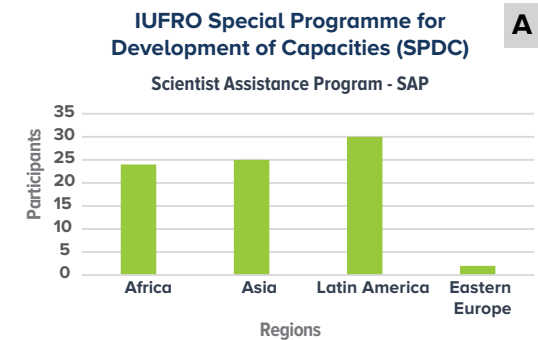 IUFRO Special Programme for
Development of Capacities (SPDC)
A
Scientist Assistance Program - SAP
35
30
25
20
15
10
5
0
Participants
Africa
Asia
Latin America
Eastern
Europe
Regions